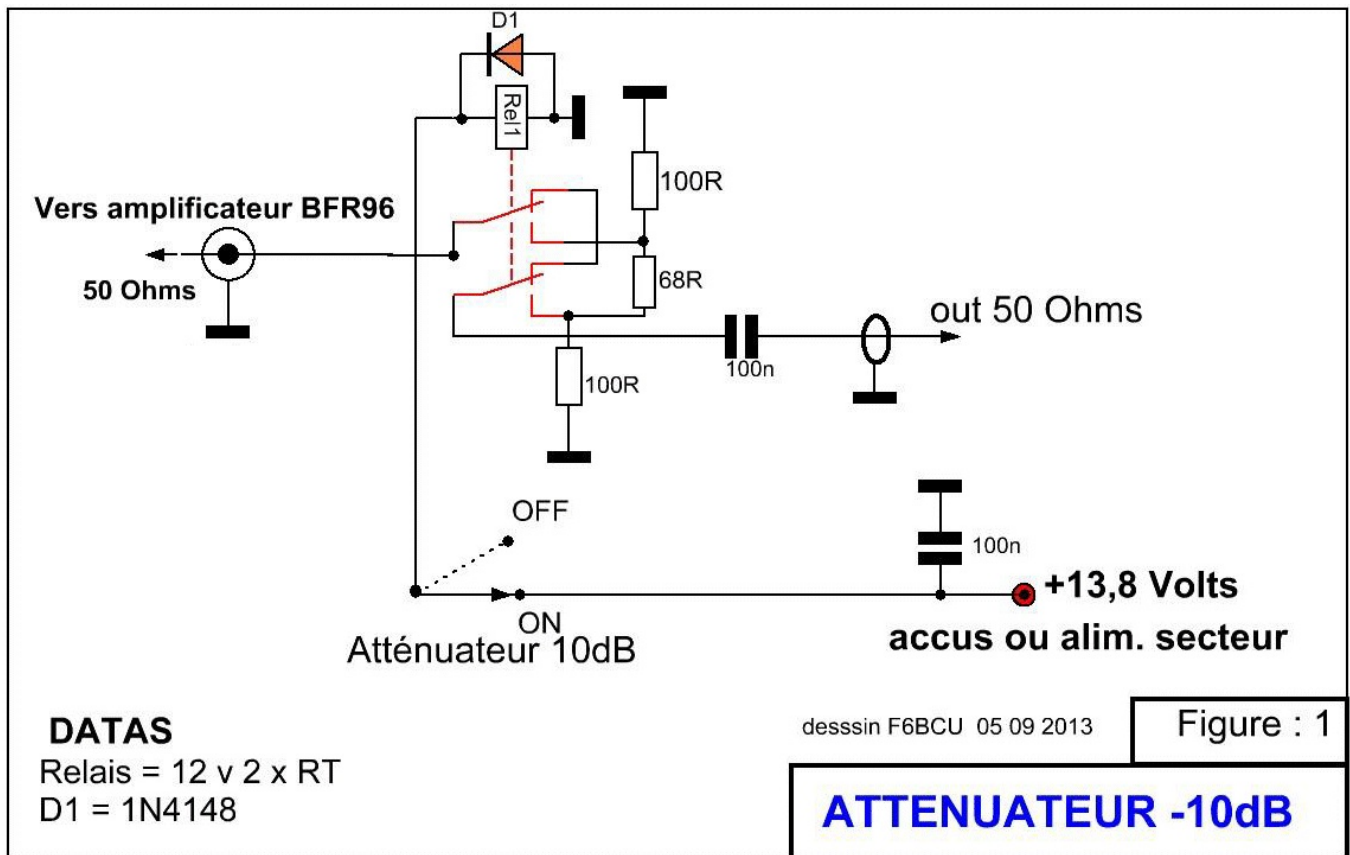 D1
Rel1
100R
Vers amplificateur BFR96
50 Ohms
68R
out 50 Ohms
100n
100R
OFF
100n
+13,8 Volts
ON
Atténuateur 10dB
accus ou alim. secteur
DATAS
Relais = 12 v 2 x RT
D1 = 1N4148
desssin F6BCU 05 09 2013
Figure : 1
ATTENUATEUR -10dB